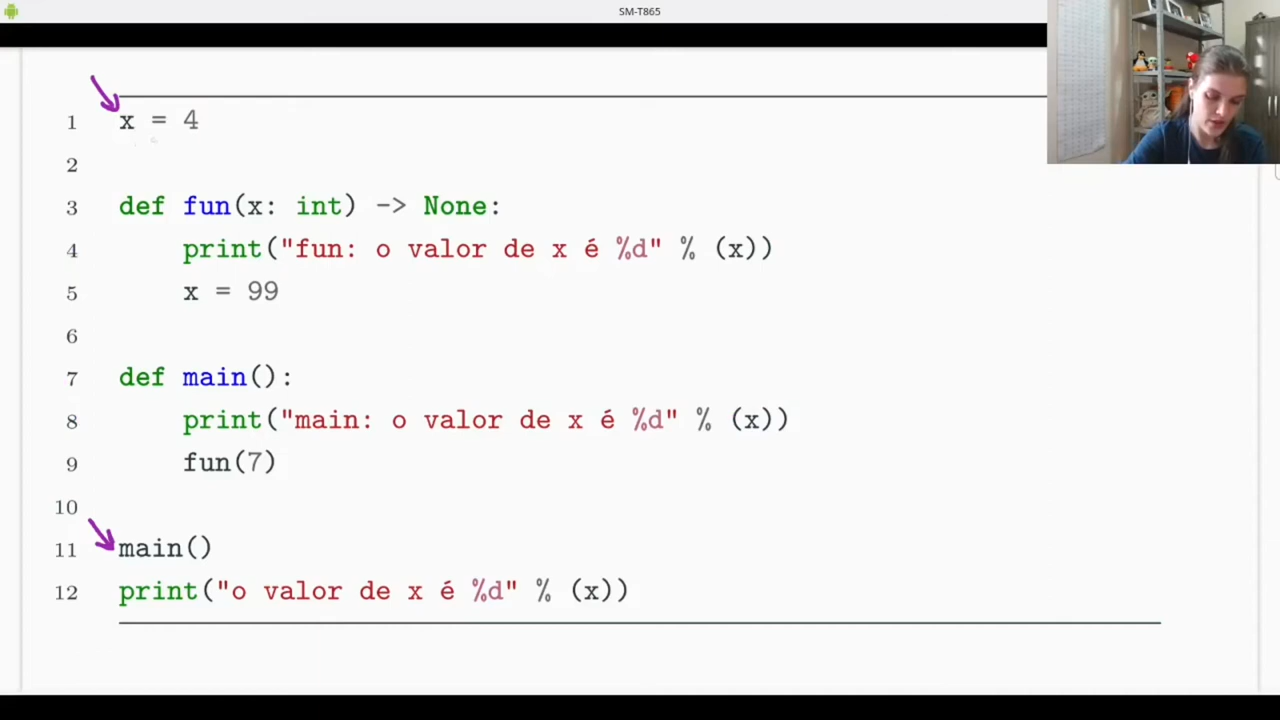 SM-T865
1 x = 4
2
3 def fun(x: int) -> None:
4 print("fun: o valor de x é %d" % (x))
5 x = 99
6
7 def main():
8 print("main: o valor de x é %d" % (x))
9 fun(7)
10
11 main()
12 print("o valor de x é %d" % (x))